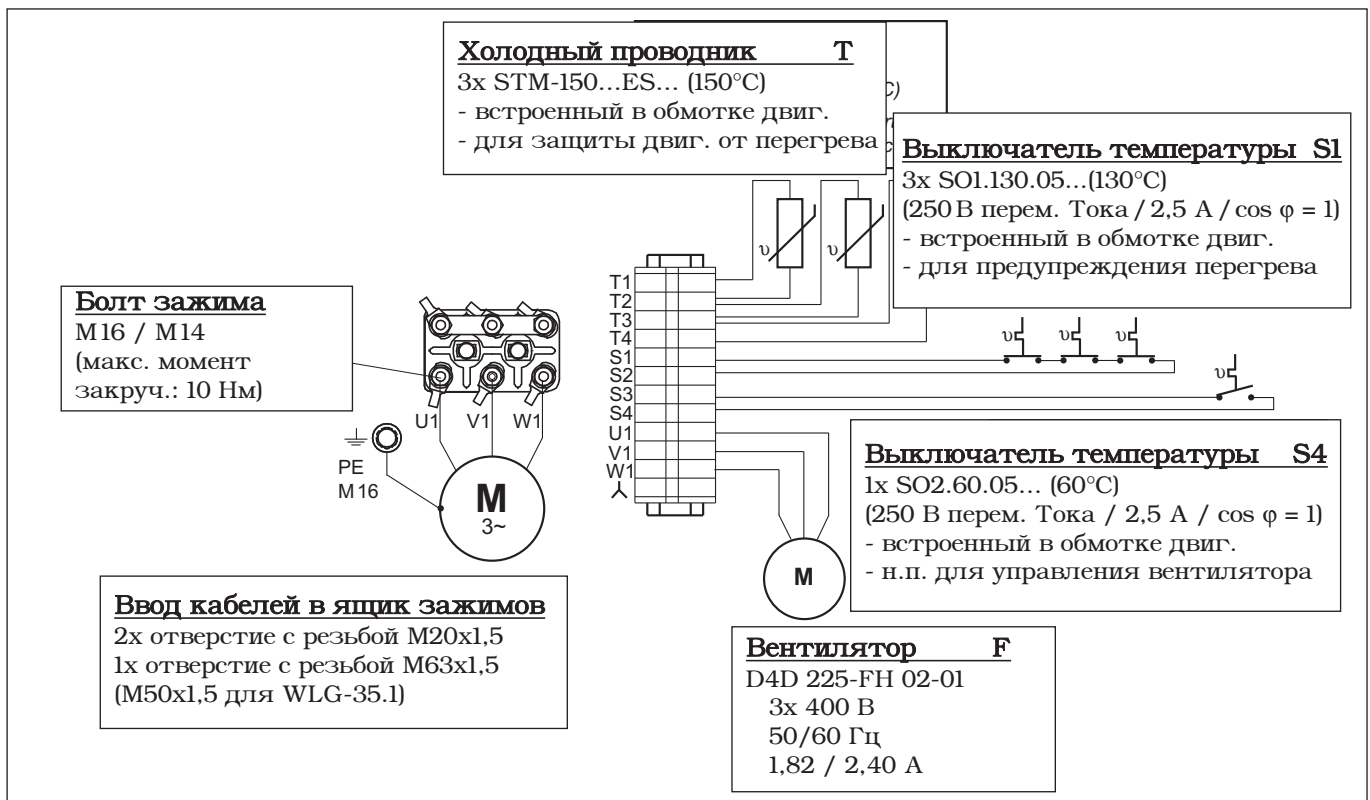 Холодный проводник T
3x STM-150...ES... (150°C)
- встроенный в обмотке двиг.
- для защиты двиг. от перегрева
C)
Выключатель температуры S1
3x SO1.130.05...(130°C)
(250 В перем. Тока / 2,5 A / cos φ = 1)
- встроенный в обмотке двиг.
- для предупреждения перегрева
υ
υ
Болт зажима
M16 / M14
(макс. момент
закруч.: 10 Нм)
T1
T2
T3
T4
S1
S2
S3
S4
U1
V1
W1
υ
υ
υ
υ
U1
V1
W1
PE
M16
M
3~
M
Выключатель температуры S4
1x SO2.60.05... (60°C)
(250 В перем. Тока / 2,5 A / cos φ = 1)
- встроенный в обмотке двиг.
- н.п. для управления вентилятора
Ввод кабелей в ящик зажимов
2x отверстие с резьбой M20x1,5
1x отверстие с резьбой M63x1,5
(M50x1,5 для WLG-35.1)
Вентилятор F
D4D 225-FH 02-01
3x 400 В
50/60 Гц
1,82 / 2,40 A